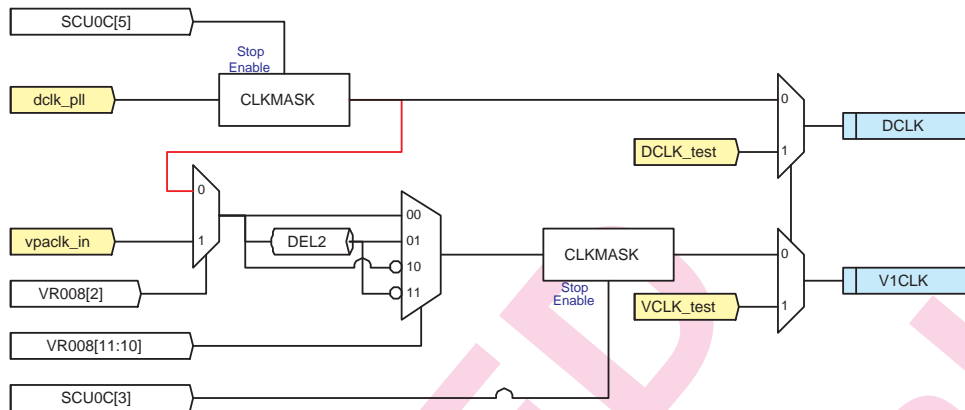 SCU0C[5]
Stop
Enable
dclk_pll
CLKMASK
0
DCLK
DCLK_test
1
0
00
vpaclk_in
1
DEL2
01
10
11
CLKMASK
0
Stop
Enable
V1CLK
VR008[2]
VCLK_test
1
VR008[11:10]
SCU0C[3]